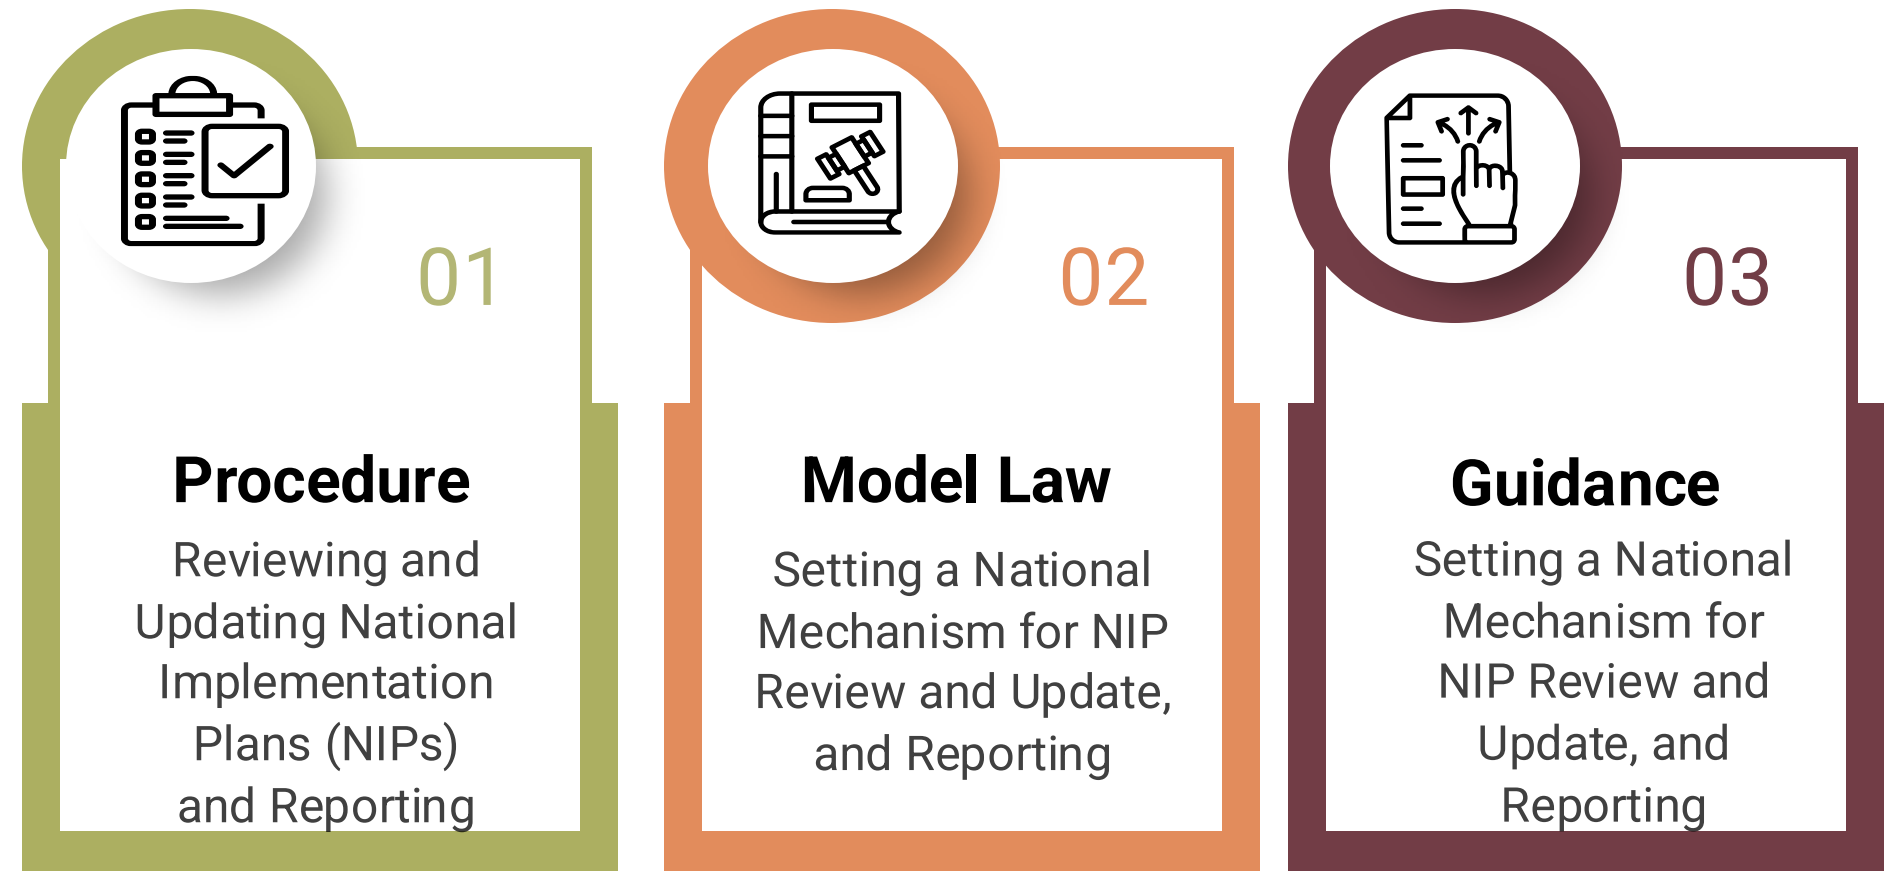 01
Procedure
Reviewing and
Updating National
Implementation
Plans (NIPs)
and Reporting
02
Model Law
Setting a National
Mechanism for NIP
Review and Update,
and Reporting
03
Guidance
Setting a National
Mechanism for
NIP Review and
Update, and
Reporting